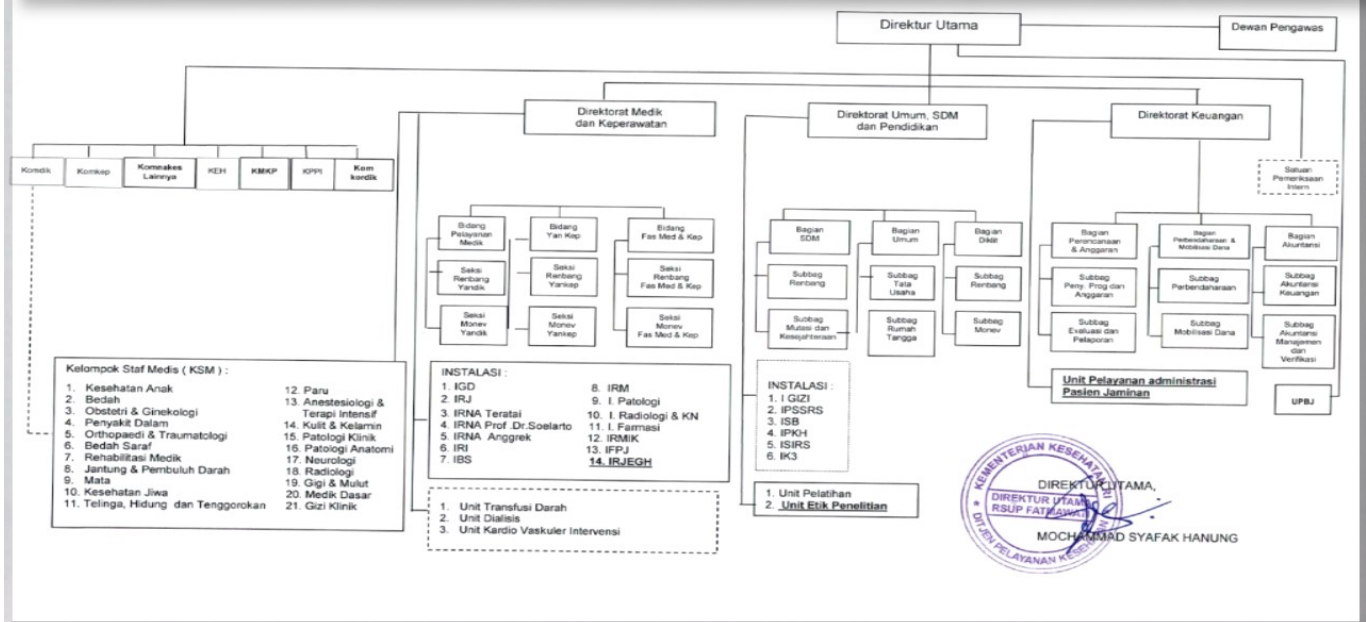 Direktur Utama
Dewan Pengawas
Direktorat Medik
dan Keperawatan
Direktorat Umum, SDM
dan Pendidikan
Direktorat Keuangan
Komdik
Komkep
Komnakes
Lainnya
KEH
KMKP
KPPI
Kom
kordik
Satuan
Pemeriksaan
Intern
Bidang
Pelayanan
Medik
Bidang
Yan Kep
Bidang
Fas Med & Kep
Seksi
Renbang
Yandik
Seksi
Renbang
Yankep
Seksi
Renbang
Fas Med & Kep
Seksi
Monev
Yandik
Seksi
Monev
Yankep
Seksi
Monev
Fas Med & Kep
Bagian
SDM
Bagian
Umum
Bagian
Diklit
Subbag
Renbang
Subbag
Tata
Usaha
Subbag
Renbang
Subbag
Mutasi dan
Kesejahteraan
Subbag
Rumah
Tangga
Subbag
Monev
Bagian
Perencanaan
& Anggaran
Bagian
Perbendaharaan &
Mobilisasi Dana
Bagian
Akuntansi
Subbag
Peny. Prog dan
Anggaran
Subbag
Perbendaharaan
Subbag
Akuntansi
Keuangan
Subbag
Evaluasi dan
Pelaporan
Subbag
Mobilisasi Dana
Subbag
Akuntansi
Manajemen
dan
Verifikasi
Kelompok Staf Medis ( KSM ) :
1. Kesehatan Anak
2. Bedah
3. Obstetri & Ginekologi
4. Penyakit Dalam
5. Orthopaedi & Traumatologi
6. Bedah Saraf
7. Rehabilitasi Medik
8. Jantung & Pembuluh Darah
9. Mata
10. Kesehatan Jiwa
11. Telinga, Hidung dan Tenggorokan
12. Paru
13. Anestesiologi &
Terapi Intensif
14. Kulit & Kelamin
15. Patologi Klinik
16. Patologi Anatomi
17. Neurologi
18. Radiologi
19. Gigi & Mulut
20. Medik Dasar
21. Gizi Klinik
INSTALASI :
1. IGD
2. IRJ
3. IRNA Teratai
4. IRNA Prof .Dr.Soelarto
5. IRNA Anggrek
6. IRI
7. IBS
8. IRM
9. I. Patologi
10. I. Radiologi & KN
11. I. Farmasi
12. IRMIK
13. IFPJ
14. IRJEGH
1. Unit Transfusi Darah
2. Unit Dialisis
3. Unit Kardio Vaskuler Intervensi
INSTALASI :
1. I GIZI
2. IPSSRS
3. ISB
4. IPKH
5. ISIRS
6. IK3
1. Unit Pelatihan
2. Unit Etik Penelitian
Unit Pelayanan administrasi
Pasien Jaminan
UPBJ
KEMENTERIAN KESEHATAN RI
DIREKTUR UTAMA
RSUP FATMAWATI
DITJEN PELAYANAN KESEHATAN
DIREKTUR UTAMA,
MOCHAMMAD SYAFAK HANUNG